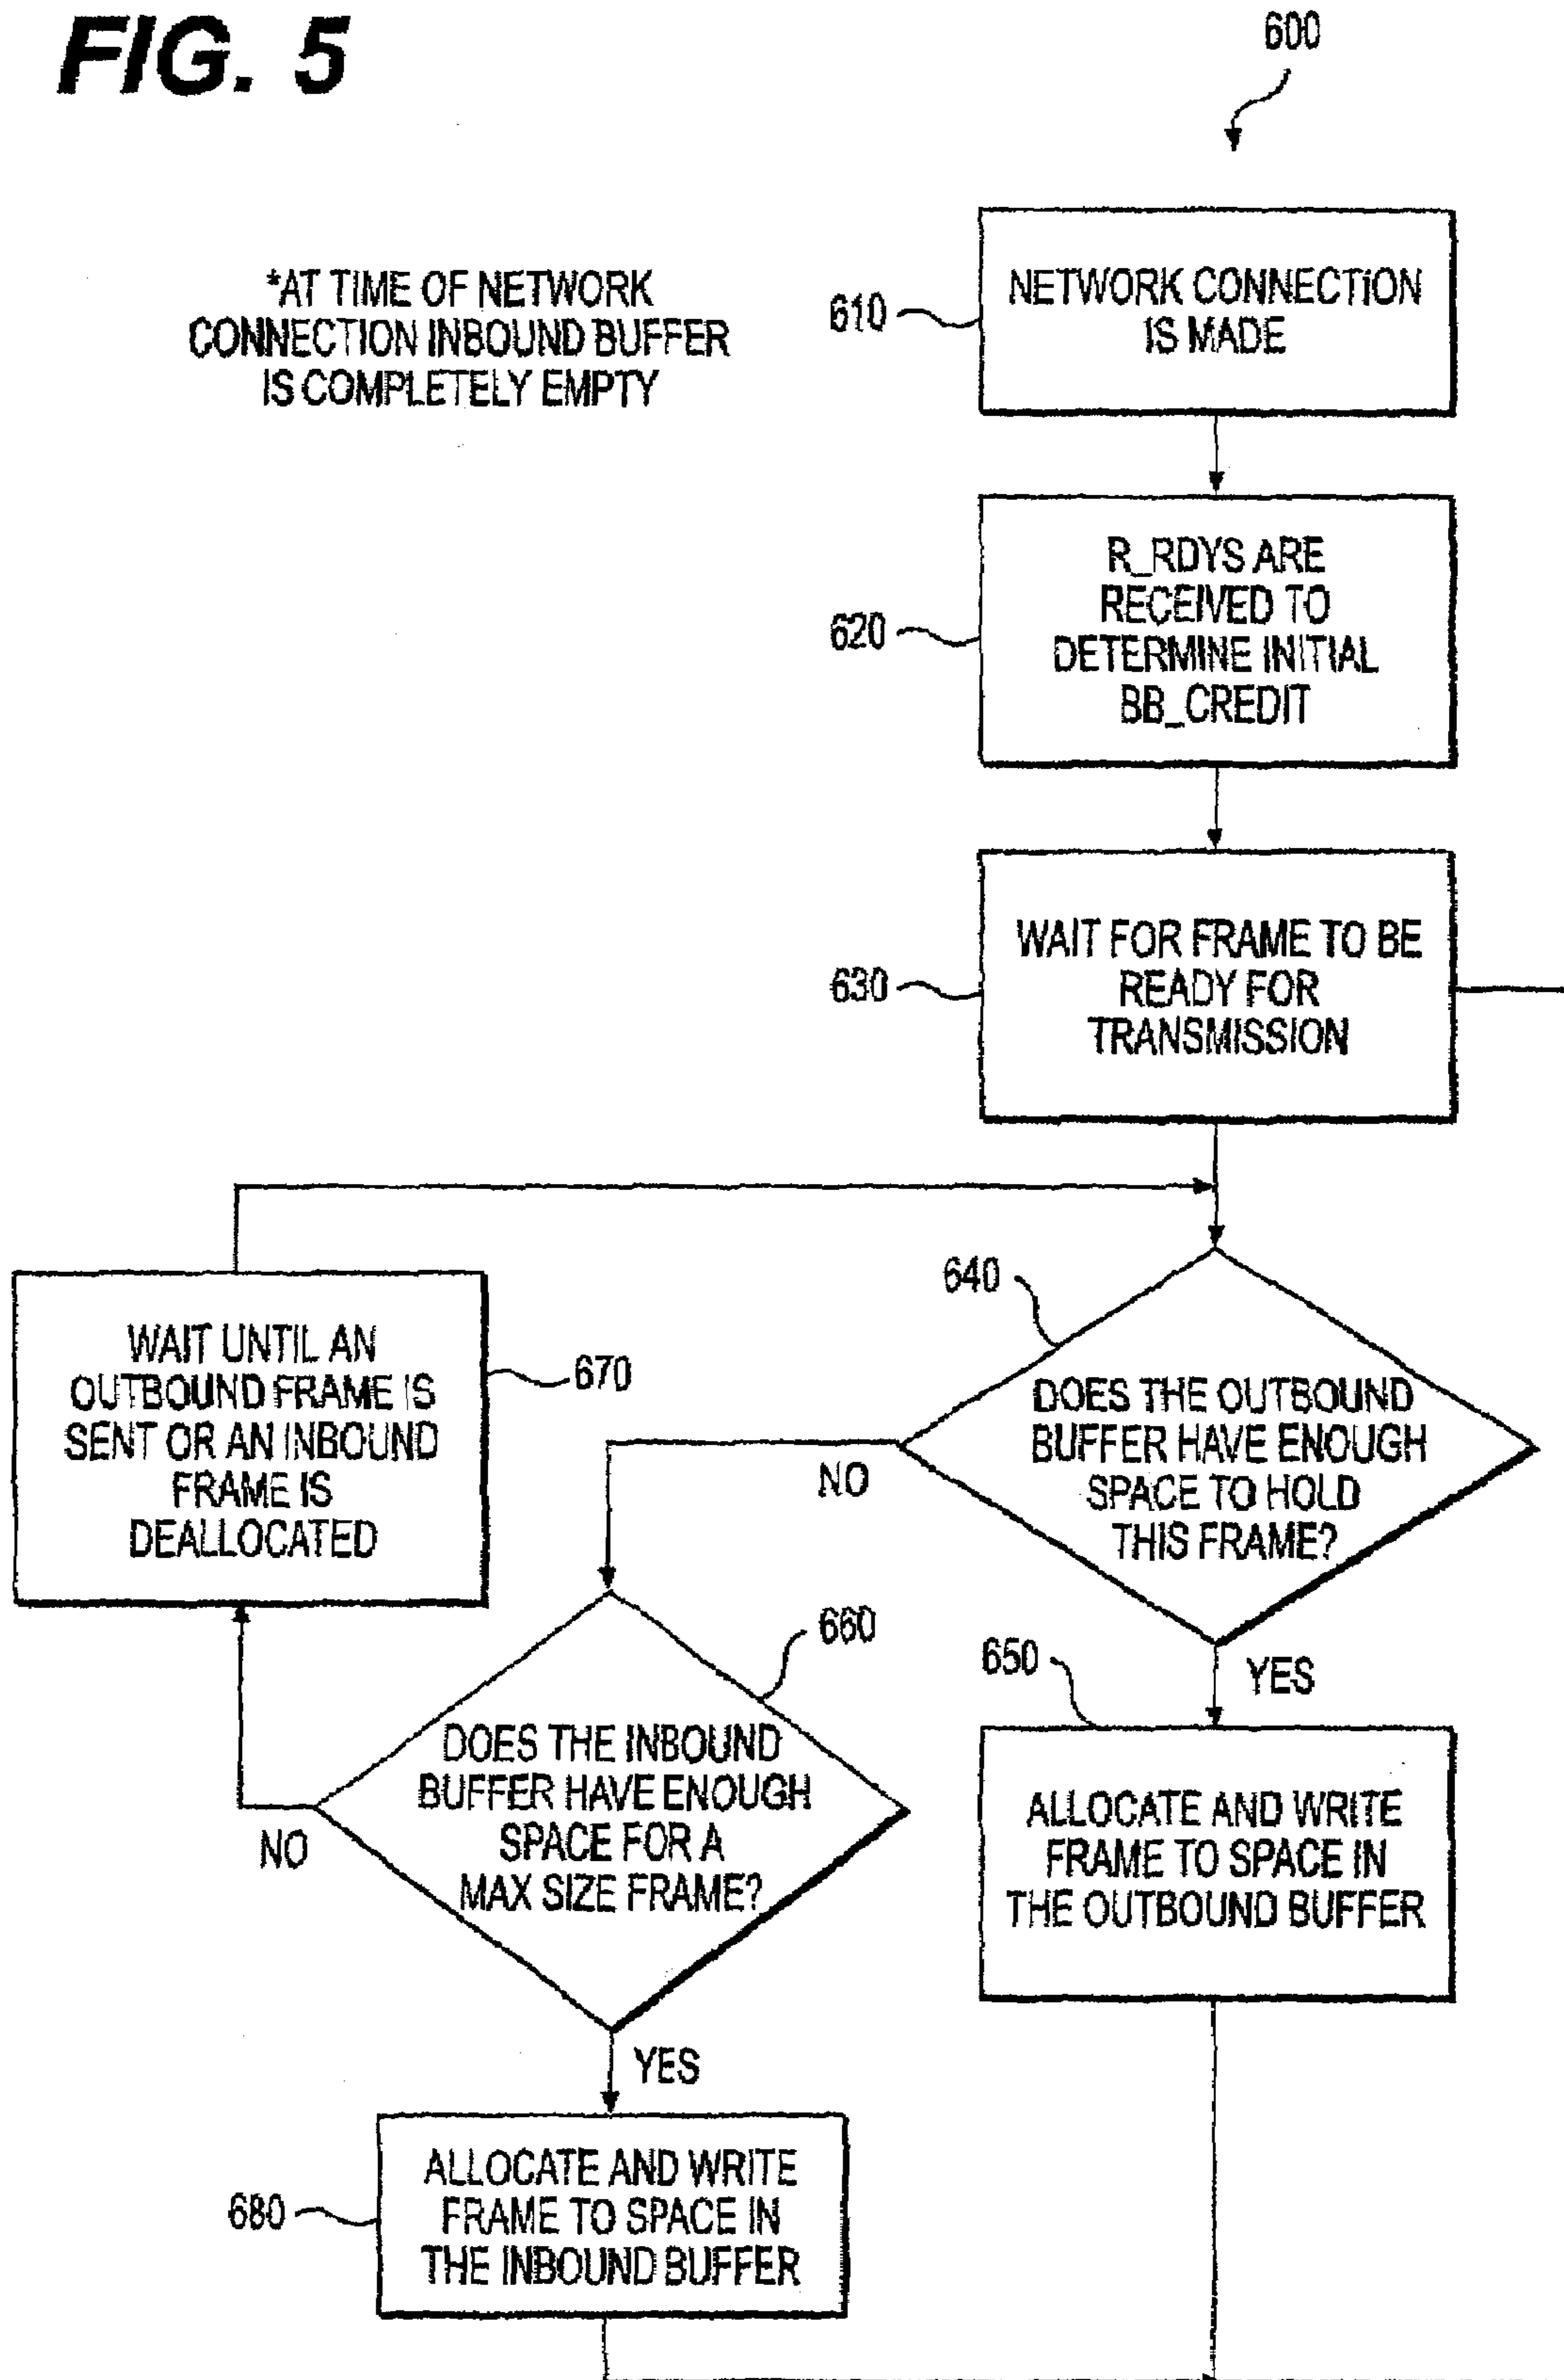 FIG. 5
600
*AT TIME OF NETWORK
CONNECTION INBOUND BUFFER
IS COMPLETELY EMPTY
610
NETWORK CONNECTION
IS MADE
620
R_RDYS ARE
RECEIVED TO
DETERMINE INITIAL
BB_CREDIT
630
WAIT FOR FRAME TO BE
READY FOR
TRANSMISSION
640
DOES THE OUTBOUND
BUFFER HAVE ENOUGH
SPACE TO HOLD
THIS FRAME?
NO
YES
WAIT UNTIL AN
OUTBOUND FRAME IS
SENT OR AN INBOUND
FRAME IS
DEALLOCATED
670
660
DOES THE INBOUND
BUFFER HAVE ENOUGH
SPACE FOR A
MAX SIZE FRAME?
NO
YES
650
ALLOCATE AND WRITE
FRAME TO SPACE IN
THE OUTBOUND BUFFER
680
ALLOCATE AND WRITE
FRAME TO SPACE IN
THE INBOUND BUFFER